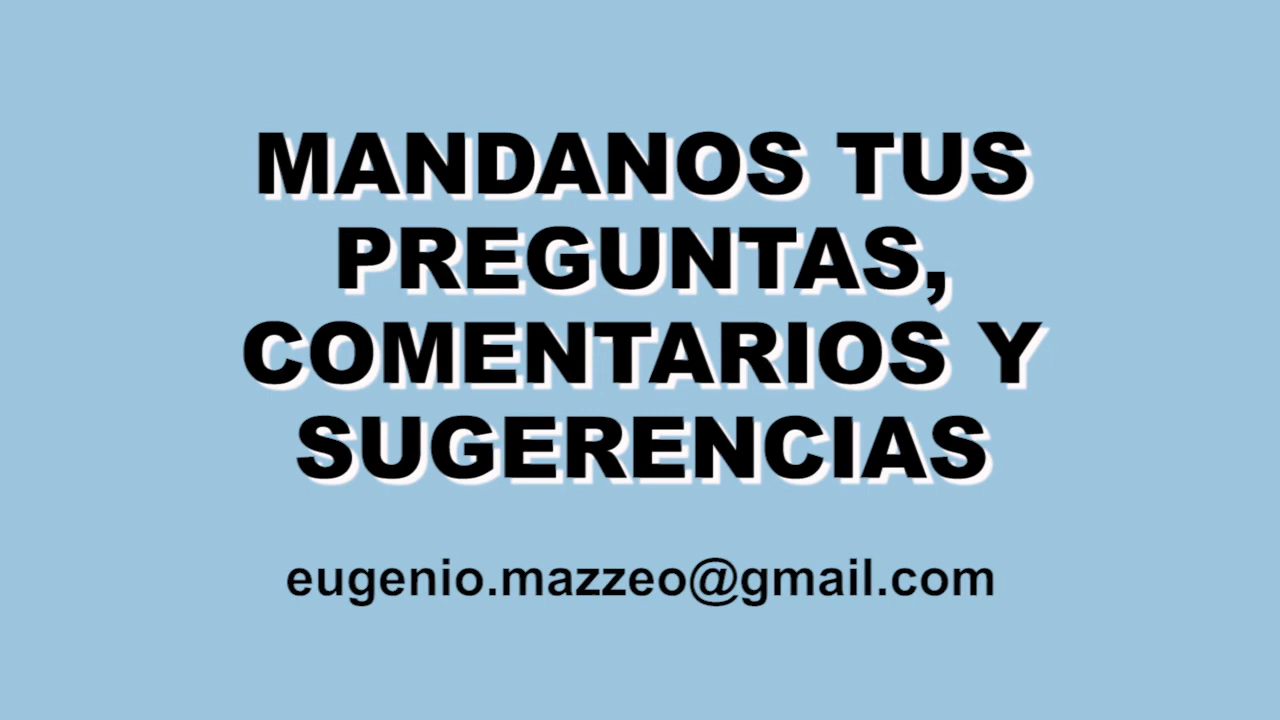 MANDANOS TUS
PREGUNTAS,
COMENTARIOS Y
SUGERENCIAS
eugenio.mazzeo@gmail.com